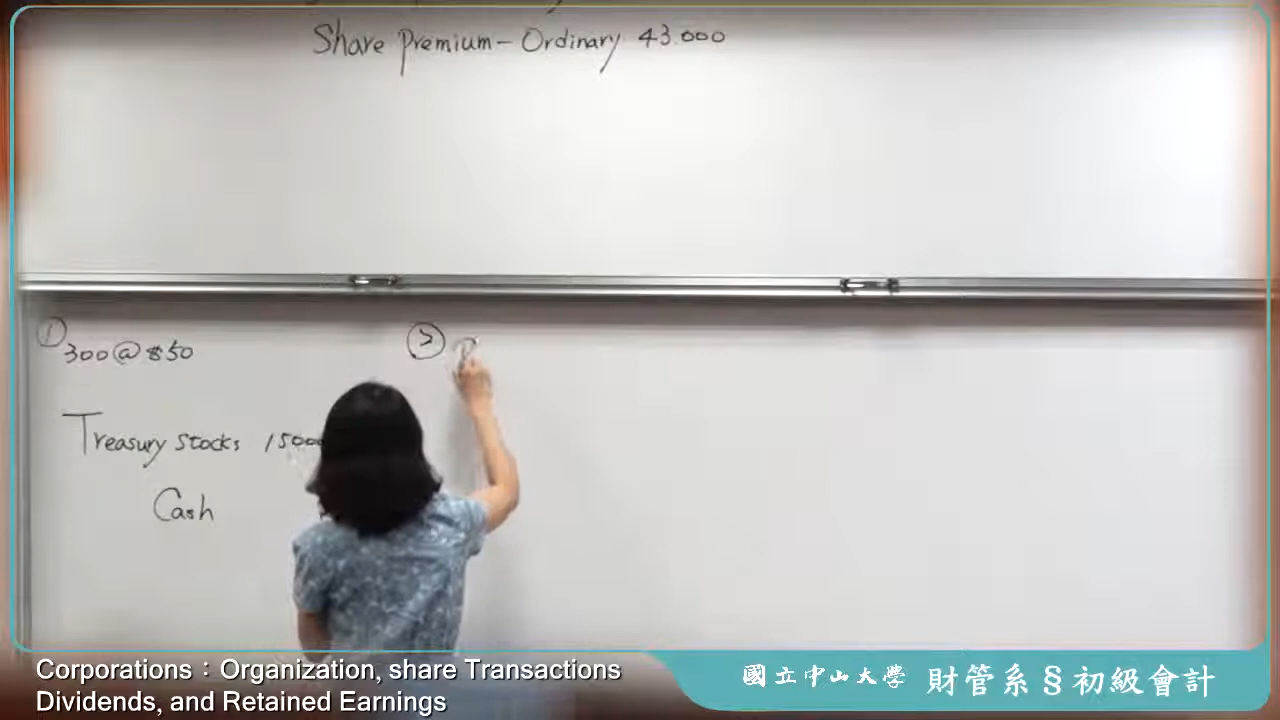 Share Premium - Ordinary 43.000
①
300@$50
Treasury Stocks 15000
Cash
②
Corporations：Organization, share Transactions
Dividends, and Retained Earnings
國立中山大學 財管系§初級會計